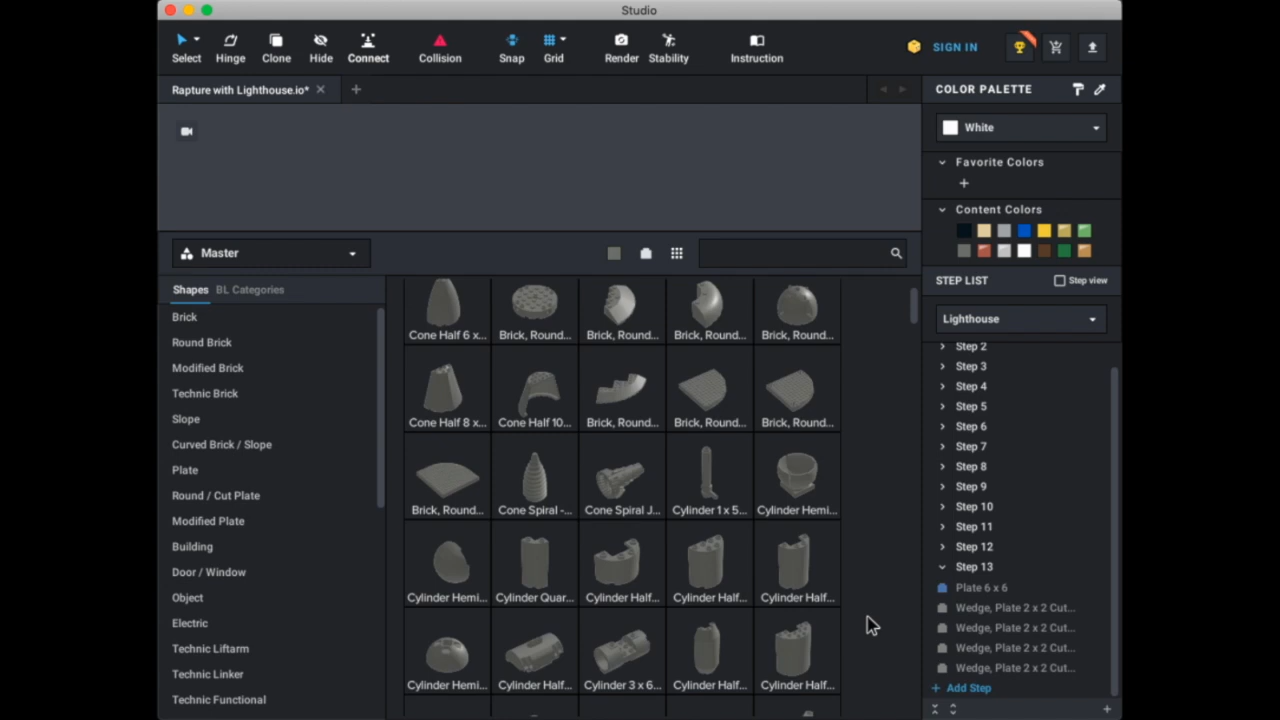 Studio
Select
Hinge
Clone
Hide
Connect
Collision
Snap
Grid
Render
Stability
Instruction
SIGN IN
Rapture with Lighthouse.io*
COLOR PALETTE
White
Favorite Colors
Content Colors
Master
Shapes
BL Categories
Brick
Round Brick
Modified Brick
Technic Brick
Slope
Curved Brick / Slope
Plate
Round / Cut Plate
Modified Plate
Building
Door / Window
Object
Electric
Technic Liftarm
Technic Linker
Technic Functional
Cone Half 6 x...
Brick, Round...
Brick, Round...
Brick, Round...
Brick, Round...
Cone Half 8 x...
Cone Half 10...
Brick, Round...
Brick, Round...
Brick, Round...
Brick, Round...
Cone Spiral -...
Cone Spiral J...
Cylinder 1 x 5...
Cylinder Hemi...
Cylinder Hemi...
Cylinder Quar...
Cylinder Half...
Cylinder Half...
Cylinder Half...
Cylinder Hemi...
Cylinder Half...
Cylinder 3 x 6...
Cylinder Half...
Cylinder Half...
STEP LIST
Step view
Lighthouse
Step 2
Step 3
Step 4
Step 5
Step 6
Step 7
Step 8
Step 9
Step 10
Step 11
Step 12
Step 13
Plate 6 x 6
Wedge, Plate 2 x 2 Cut...
Wedge, Plate 2 x 2 Cut...
Wedge, Plate 2 x 2 Cut...
Wedge, Plate 2 x 2 Cut...
+ Add Step